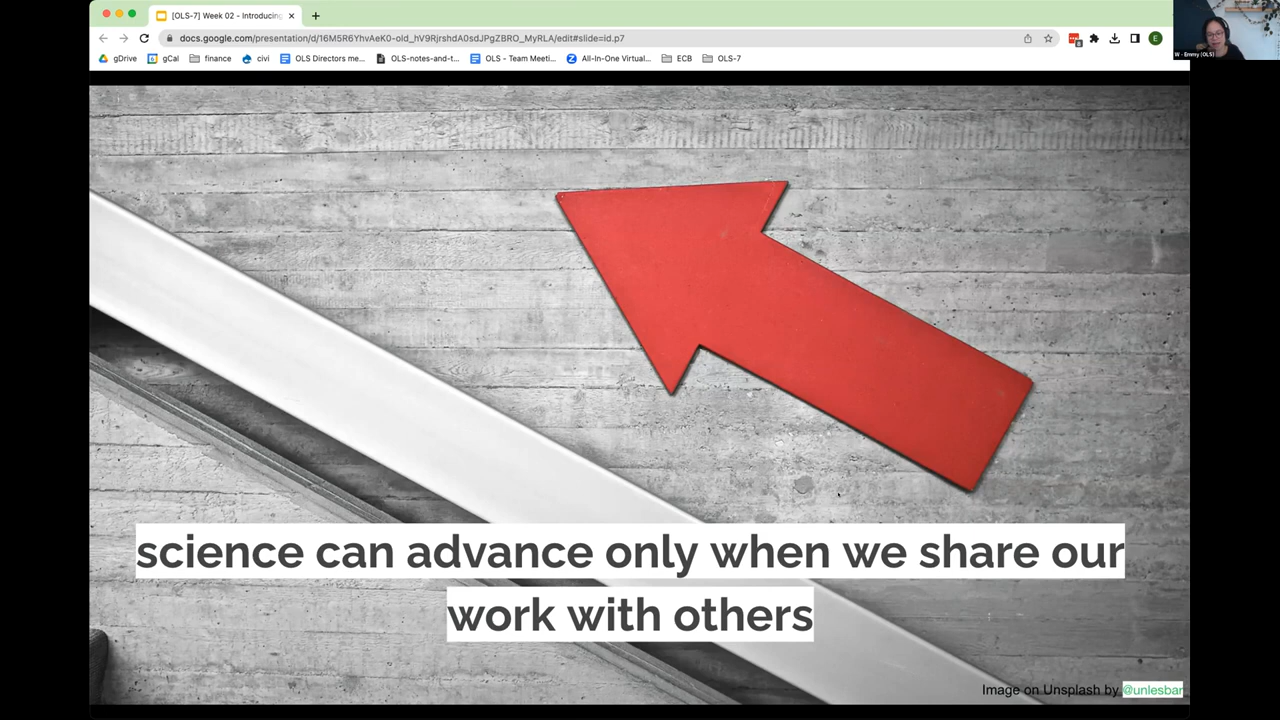 [OLS-7] Week 02 - Introducing
docs.google.com/presentation/d/16M5R6YhvAeK0-old_hV9RjrshdA0sdJPgZBRO_MyRLA/edit#slide=id.p7
gDrive gCal finance civi OLS Directors me... OLS-notes-and-t... OLS - Team Meeti... All-In-One Virtual... ECB OLS-7
W - Emmy (OLS)
science can advance only when we share our
work with others
Image on Unsplash by @unlesbar